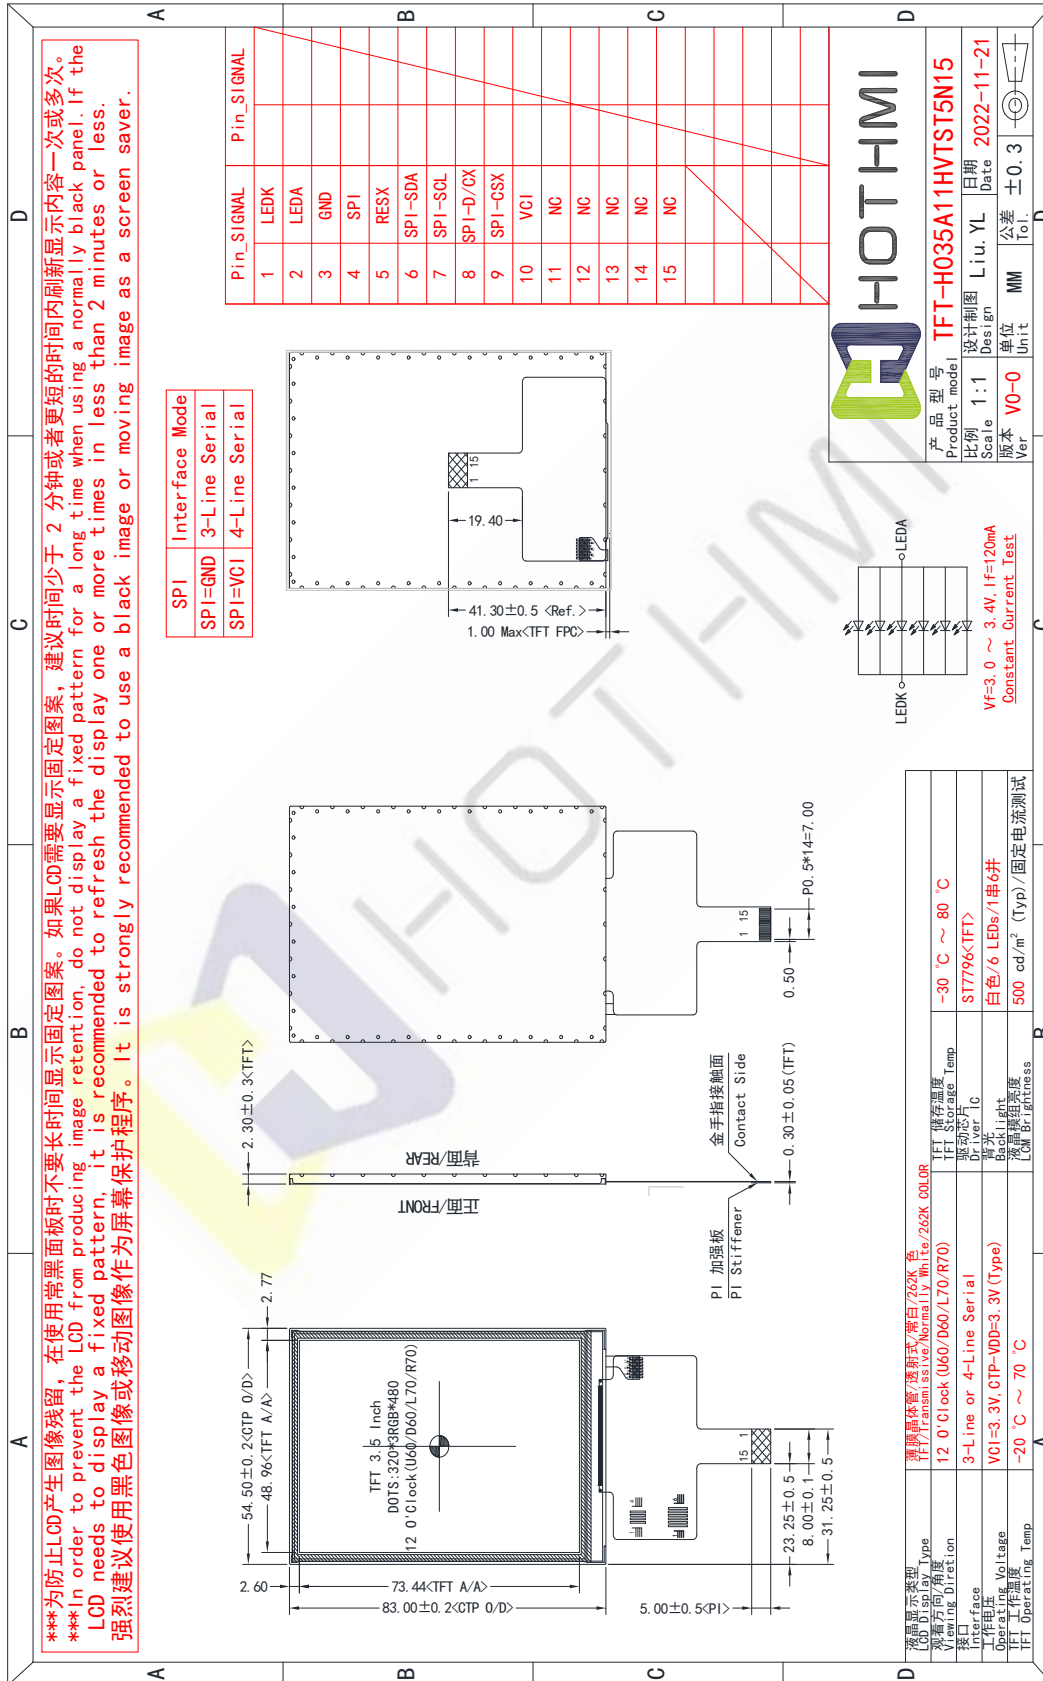 A
B
C
D
***为防止LCD产生图像残留，在使用常黑面板时不要长时间显示固定图案。如果LCD需要显示固定图案，建议时间少于 2 分钟或者更短的时间内刷新显示内容一次或多次。
***In order to prevent the LCD from producing image retention, do not display a fixed pattern for a long time when using a normally black panel. If the
LCD needs to display a fixed pattern, it is recommended to refresh the display one or more times in less than 2 minutes or less.
强烈建议使用黑色图像或移动图像作为屏幕保护程序。It is strongly recommended to use a black image or moving image as a screen saver.
A
A
B
B
C
C
D
D
54.50±0.2<CTP O/D>
48.96<TFT A/A>
2.77
2.60
73.44<TFT A/A>
83.00±0.2<CTP O/D>
TFT 3.5 Inch
DOTS:320*3RGB*480
12 O'Clock(U60/D60/L70/R70)
15 1
5.00±0.5<PI>
23.25±0.5
8.00±0.1
31.25±0.5
2.30±0.3<TFT>
正面/FRONT
背面/REAR
PI 加强板
PI Stiffener
金手指接触面
Contact Side
0.30±0.05(TFT)
1 15
0.50
P0.5*14=7.00
SPI Interface Mode
SPI=GND 3-Line Serial
SPI=VCI 4-Line Serial
1 15
19.40
41.30±0.5 <Ref.>
1.00 Max<TFT FPC>
Pin_SIGNAL Pin_SIGNAL
1 LEDK
2 LEDA
3 GND
4 SPI
5 RESX
6 SPI-SDA
7 SPI-SCL
8 SPI-D/CX
9 SPI-CSX
10 VCI
11 NC
12 NC
13 NC
14 NC
15 NC
LEDK
LEDA
Vf=3.0 ～ 3.4V, If=120mA
Constant Current Test
液晶显示类型
LCD Display Type
薄膜晶体管/透射式/常白/262K 色
TFT/Transmissive/Normally White/262K COLOR
观看方向/角度
Viewing Diretion
12 O'Clock(U60/D60/L70/R70)
TFT 储存温度
TFT Storage Temp
-30 ℃ ～ 80 ℃
接口
Interface
3-Line or 4-Line Serial
驱动芯片
Driver IC
ST7796<TFT>
工作电压
Operating Voltage
VCI=3.3V,CTP-VDD=3.3V(Type)
背光
Backlight
白色/6 LEDs/1串6并
TFT 工作温度
TFT Operating Temp
-20 ℃ ～ 70 ℃
液晶模组亮度
LCM Brightness
500 cd/m² (Typ)/固定电流测试
HOTHMI
产 品 型 号
Product model
TFT-H035A11HVTST5N15
比例
Scale
1:1
设计制图
Design
Liu.YL
日期
Date
2022-11-21
版本
Ver
V0-0
单位
Unit
MM
公差
Tol.
±0.3
A
B
C
D
HOTHMI